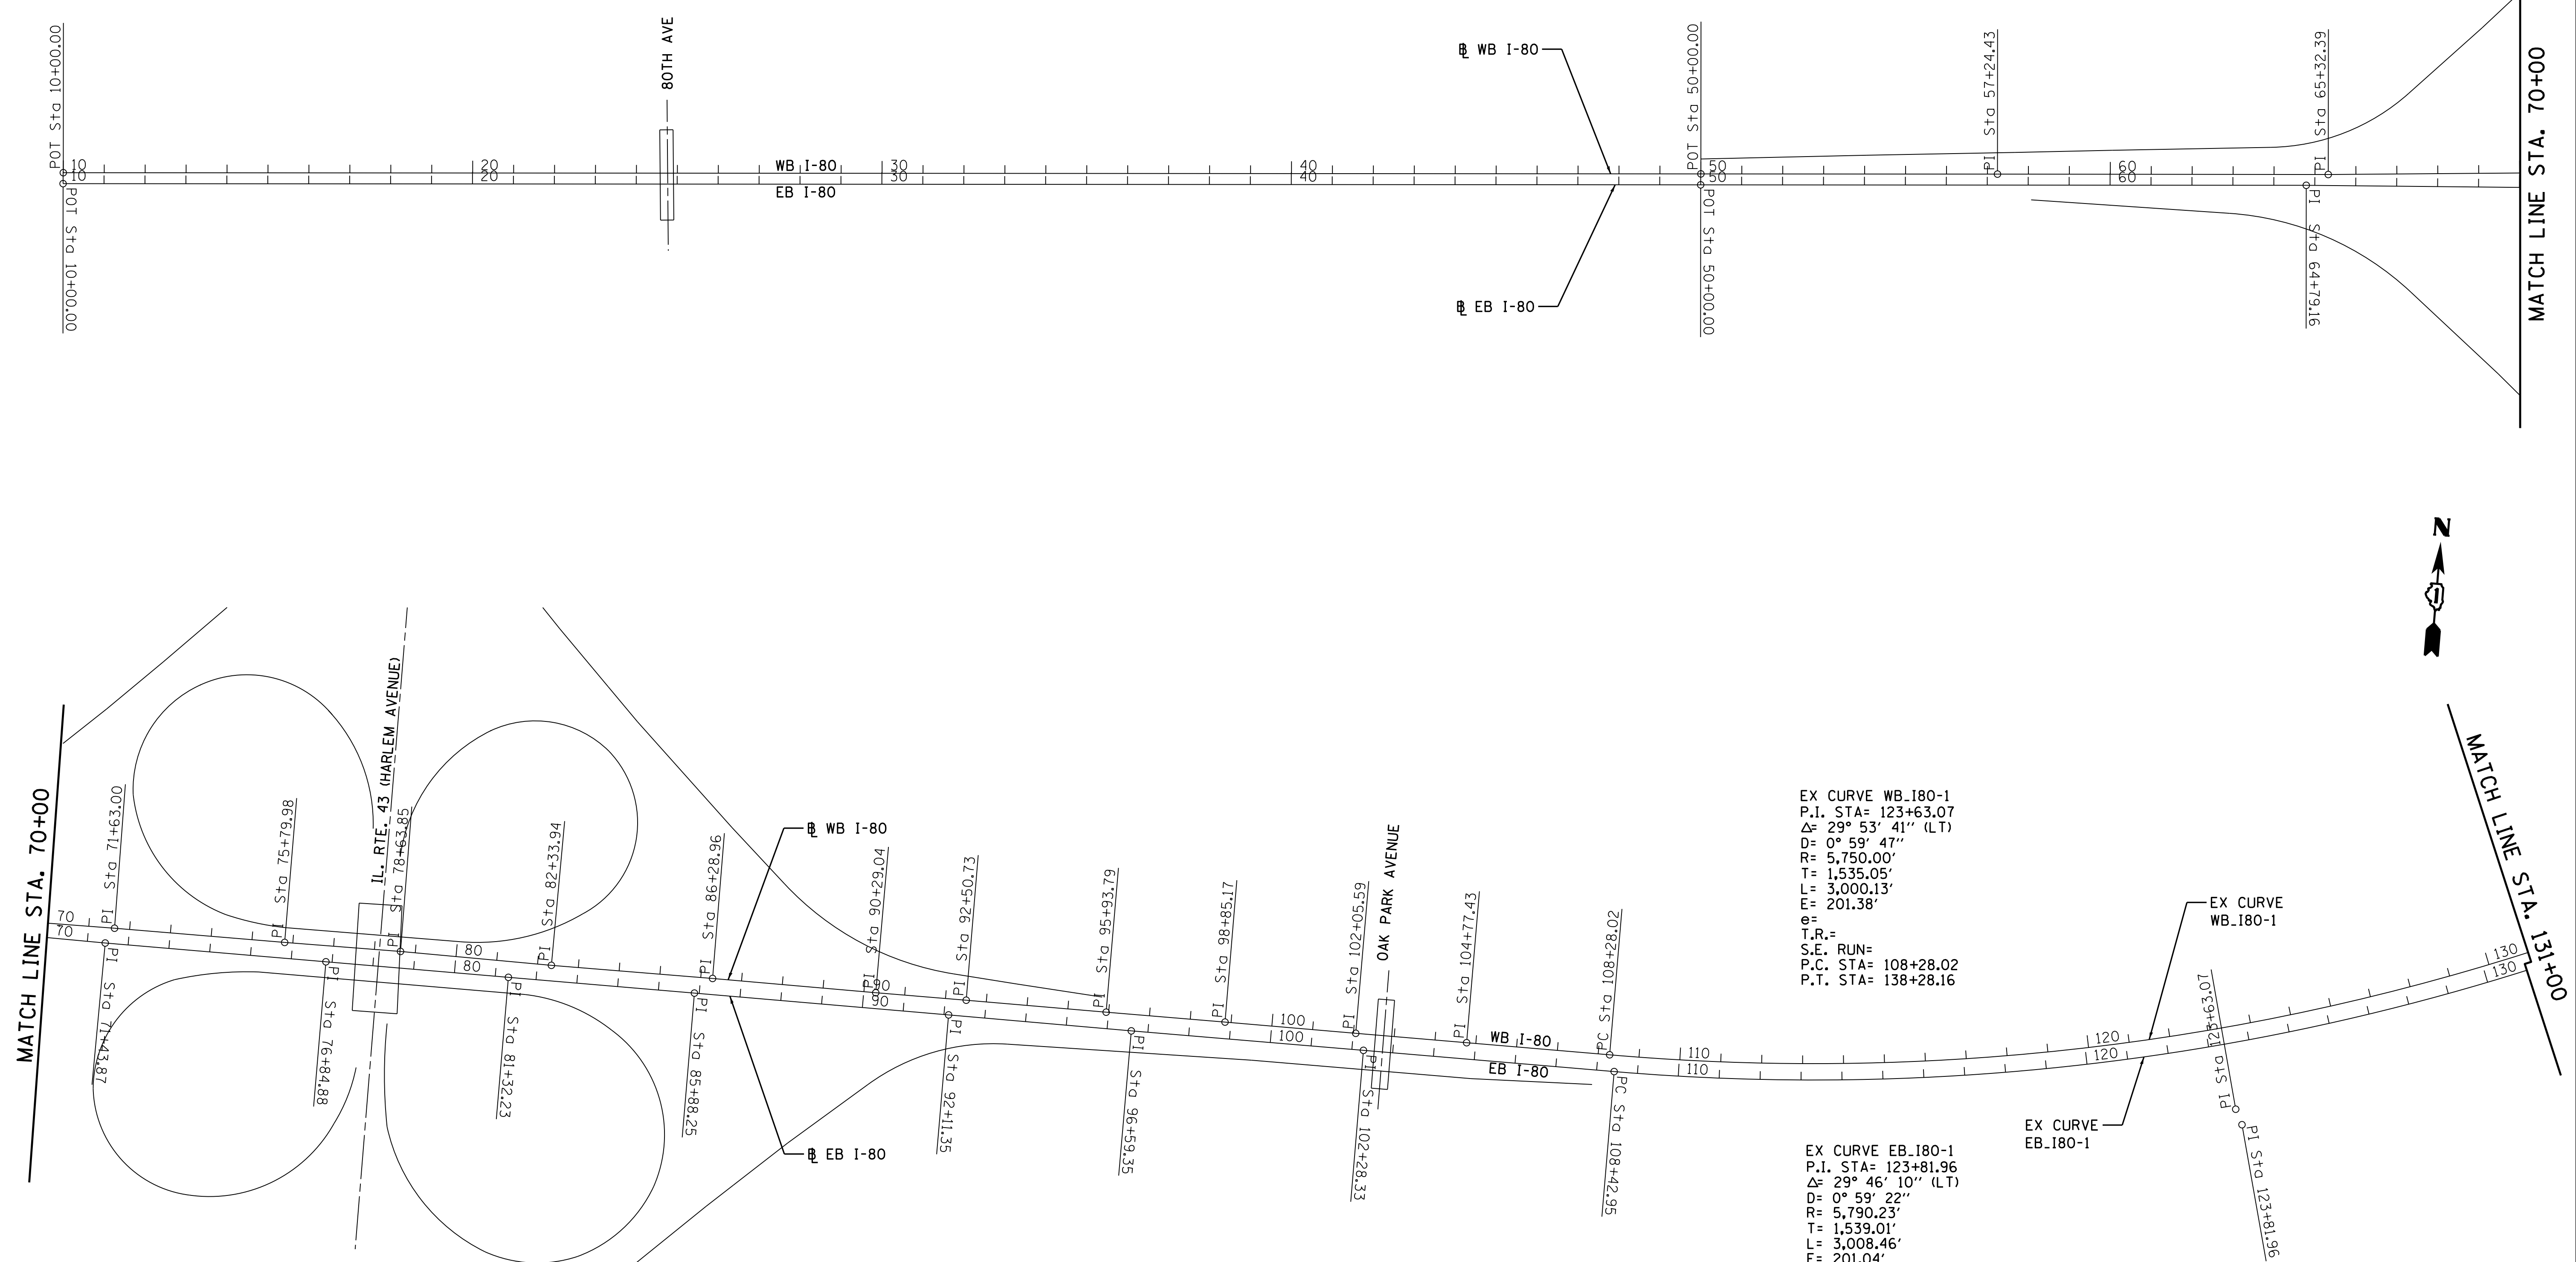 POT Sta 10+00.00
80TH AVE
℄ WB I-80
POT Sta 50+00.00
PI Sta 57+24.43
PI Sta 65+32.39
MATCH LINE STA. 70+00
10 20 30 40 50 60
WB I-80
10 20 30 40 50 60
EB I-80
POT Sta 10+00.00
℄ EB I-80
POT Sta 50+00.00
PI Sta 64+79.16
N
MATCH LINE STA. 70+00
PI Sta 71+63.00
PI Sta 75+79.98
IL. RTE. 43 (HARLEM AVENUE)
PI Sta 78+63.85
PI Sta 82+33.94
PI Sta 86+28.96
℄ WB I-80
PI Sta 90+29.04
PI Sta 92+50.73
PI Sta 95+93.79
PI Sta 98+85.17
PI Sta 102+05.59
OAK PARK AVENUE
PI Sta 104+77.43
PC Sta 108+28.02
70 80 90 100 110 120 130
WB I-80
70 80 90 100 110 120 130
EB I-80
PI Sta 71+43.87
PI Sta 76+84.88
PI Sta 81+32.23
PI Sta 85+88.25
℄ EB I-80
PI Sta 92+11.35
PI Sta 96+59.35
PI Sta 102+28.33
PC Sta 108+42.95
EX CURVE WB_I80-1
P.I. STA= 123+63.07
Δ= 29° 53' 41'' (LT)
D= 0° 59' 47''
R= 5,750.00'
T= 1,535.05'
L= 3,000.13'
E= 201.38'
e=
T.R.=
S.E. RUN=
P.C. STA= 108+28.02
P.T. STA= 138+28.16
EX CURVE
WB_I80-1
PI Sta 123+63.07
EX CURVE
EB_I80-1
PI Sta 123+81.96
MATCH LINE STA. 131+00
EX CURVE EB_I80-1
P.I. STA= 123+81.96
Δ= 29° 46' 10'' (LT)
D= 0° 59' 22''
R= 5,790.23'
T= 1,539.01'
L= 3,008.46'
E= 201.04'